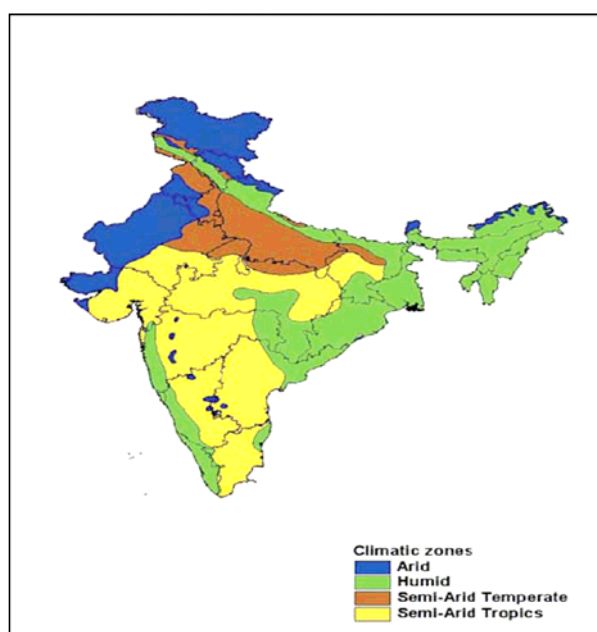 Climatic zones
Arid
Humid
Semi-Arid Temperate
Semi-Arid Tropics